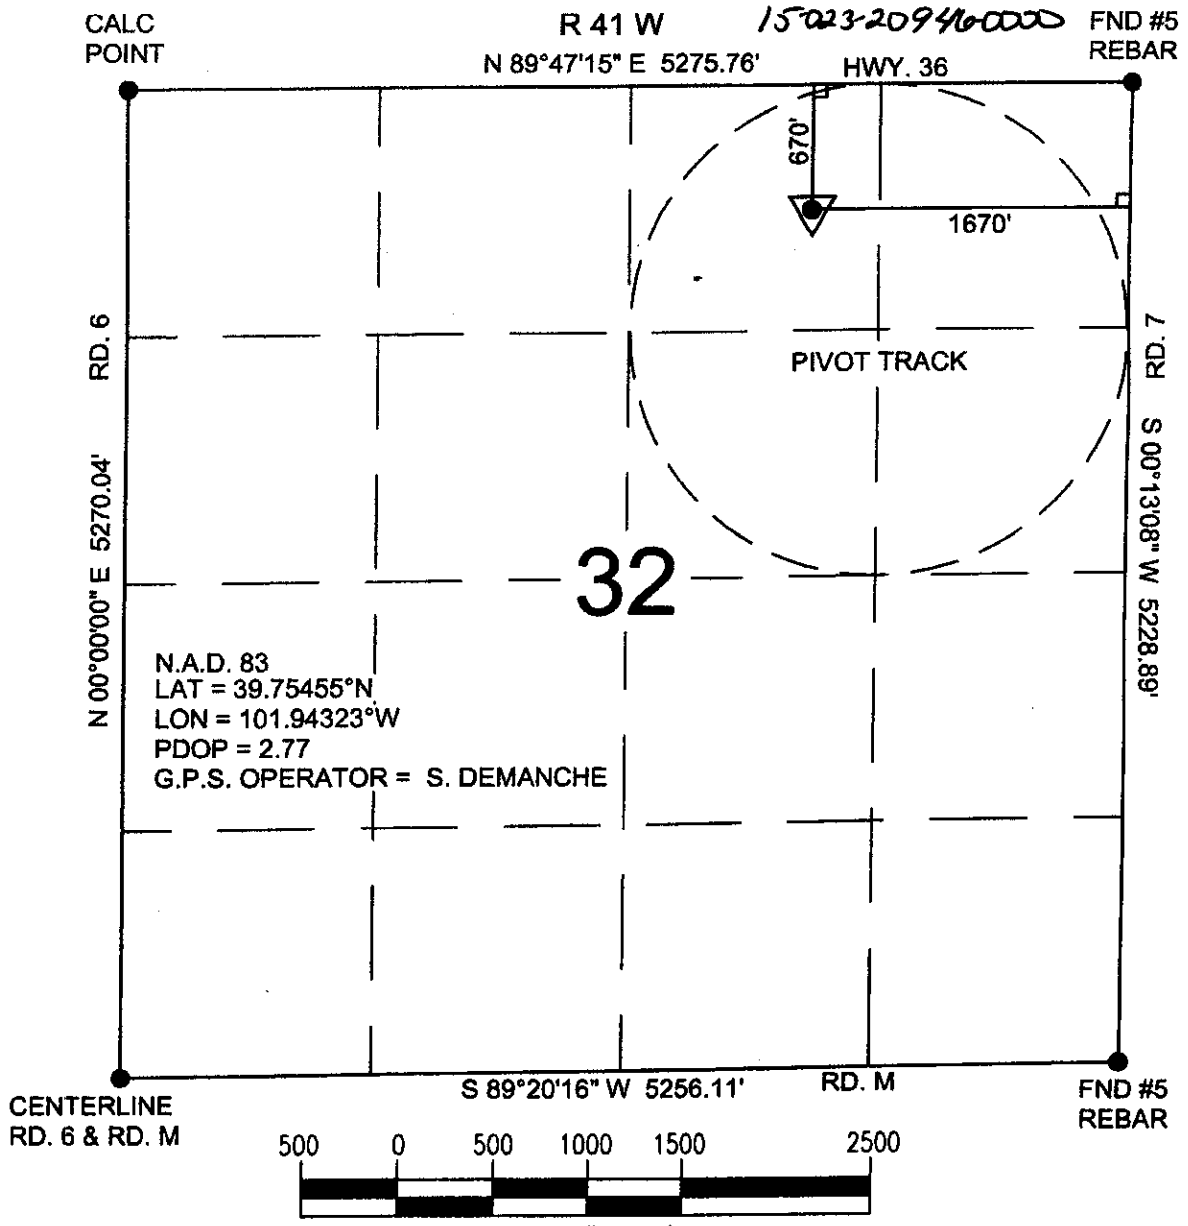 CALC
POINT
R 41 W
15-023-20946-0000
FND #5
REBAR
N 89°47'15" E 5275.76'
HWY. 36
670'
1670'
RD. 6
RD. 7
PIVOT TRACK
N 00°00'00" E 5270.04'
S 00°13'08" W 5228.89'
32
N.A.D. 83
LAT = 39.75455°N
LON = 101.94323°W
PDOP = 2.77
G.P.S. OPERATOR = S. DEMANCHE
S 89°20'16" W 5256.11'
RD. M
CENTERLINE
RD. 6 & RD. M
FND #5
REBAR
500 0 500 1000 1500 2500